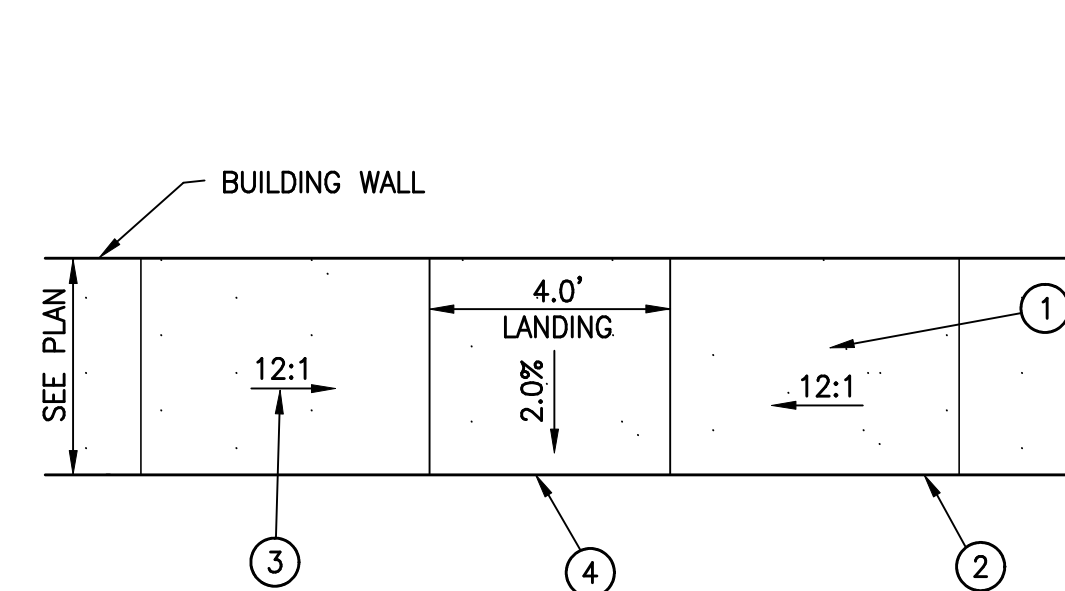 BUILDING WALL
SEE PLAN
4.0'
LANDING
2.0%
12:1
12:1
1
2
3
4